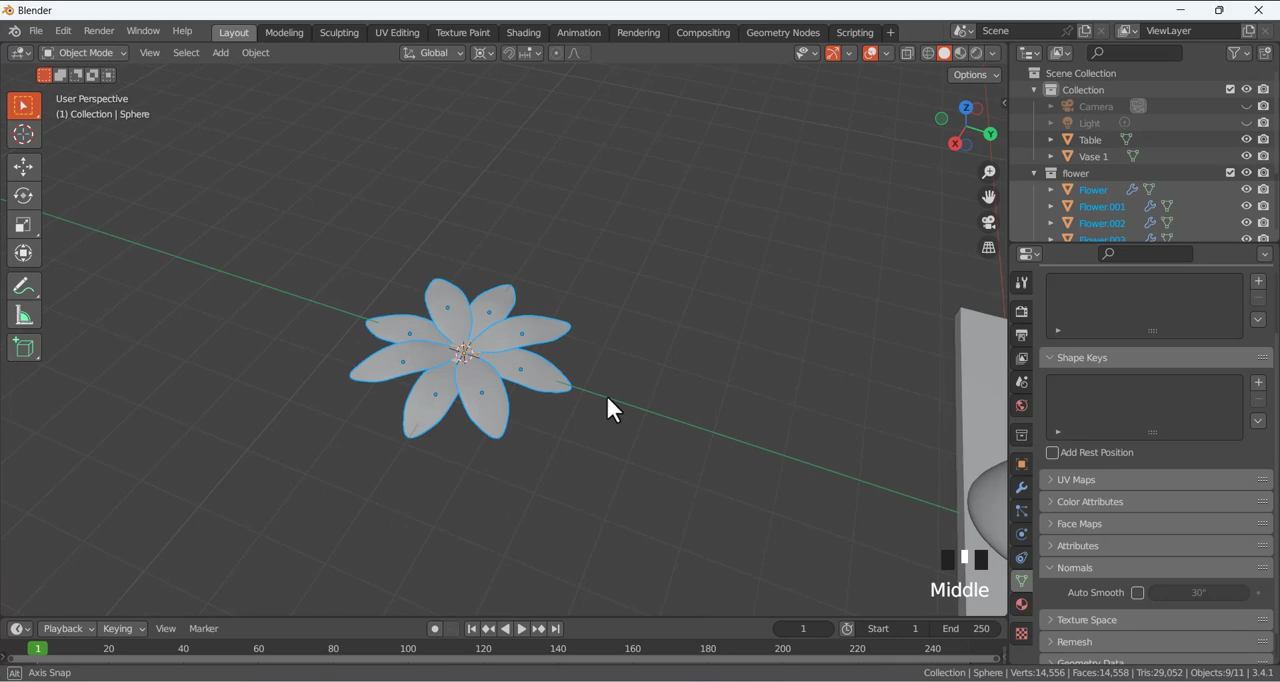 Blender
File Edit Render Window Help Layout Modeling Sculpting UV Editing Texture Paint Shading Animation Rendering Compositing Geometry Nodes Scripting + Scene ViewLayer
Object Mode View Select Add Object Global
Options
User Perspective
(1) Collection | Sphere
Z
Y
X
Scene Collection
Collection
Camera
Light
Table
Vase 1
flower
Flower
Flower.001
Flower.002
Flower.003
Shape Keys
Add Rest Position
UV Maps
Color Attributes
Face Maps
Attributes
Normals
Auto Smooth 30°
Texture Space
Remesh
Geometry Data
Middle
Playback Keying View Marker 1 Start 1 End 250
1 20 40 60 80 100 120 140 160 180 200 220 240
Alt Axis Snap Collection | Sphere | Verts:14,556 | Faces:14,558 | Tris:29,052 | Objects:9/11 | 3.4.1